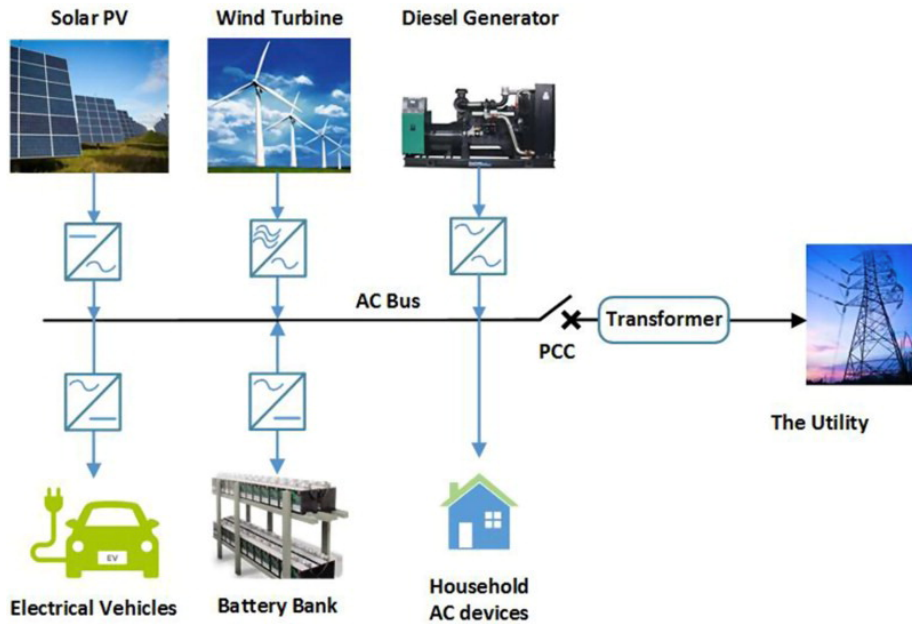 Solar PV
Wind Turbine
Diesel Generator
AC Bus
PCC
Transformer
The Utility
EV
Electrical Vehicles
Battery Bank
Household
AC devices